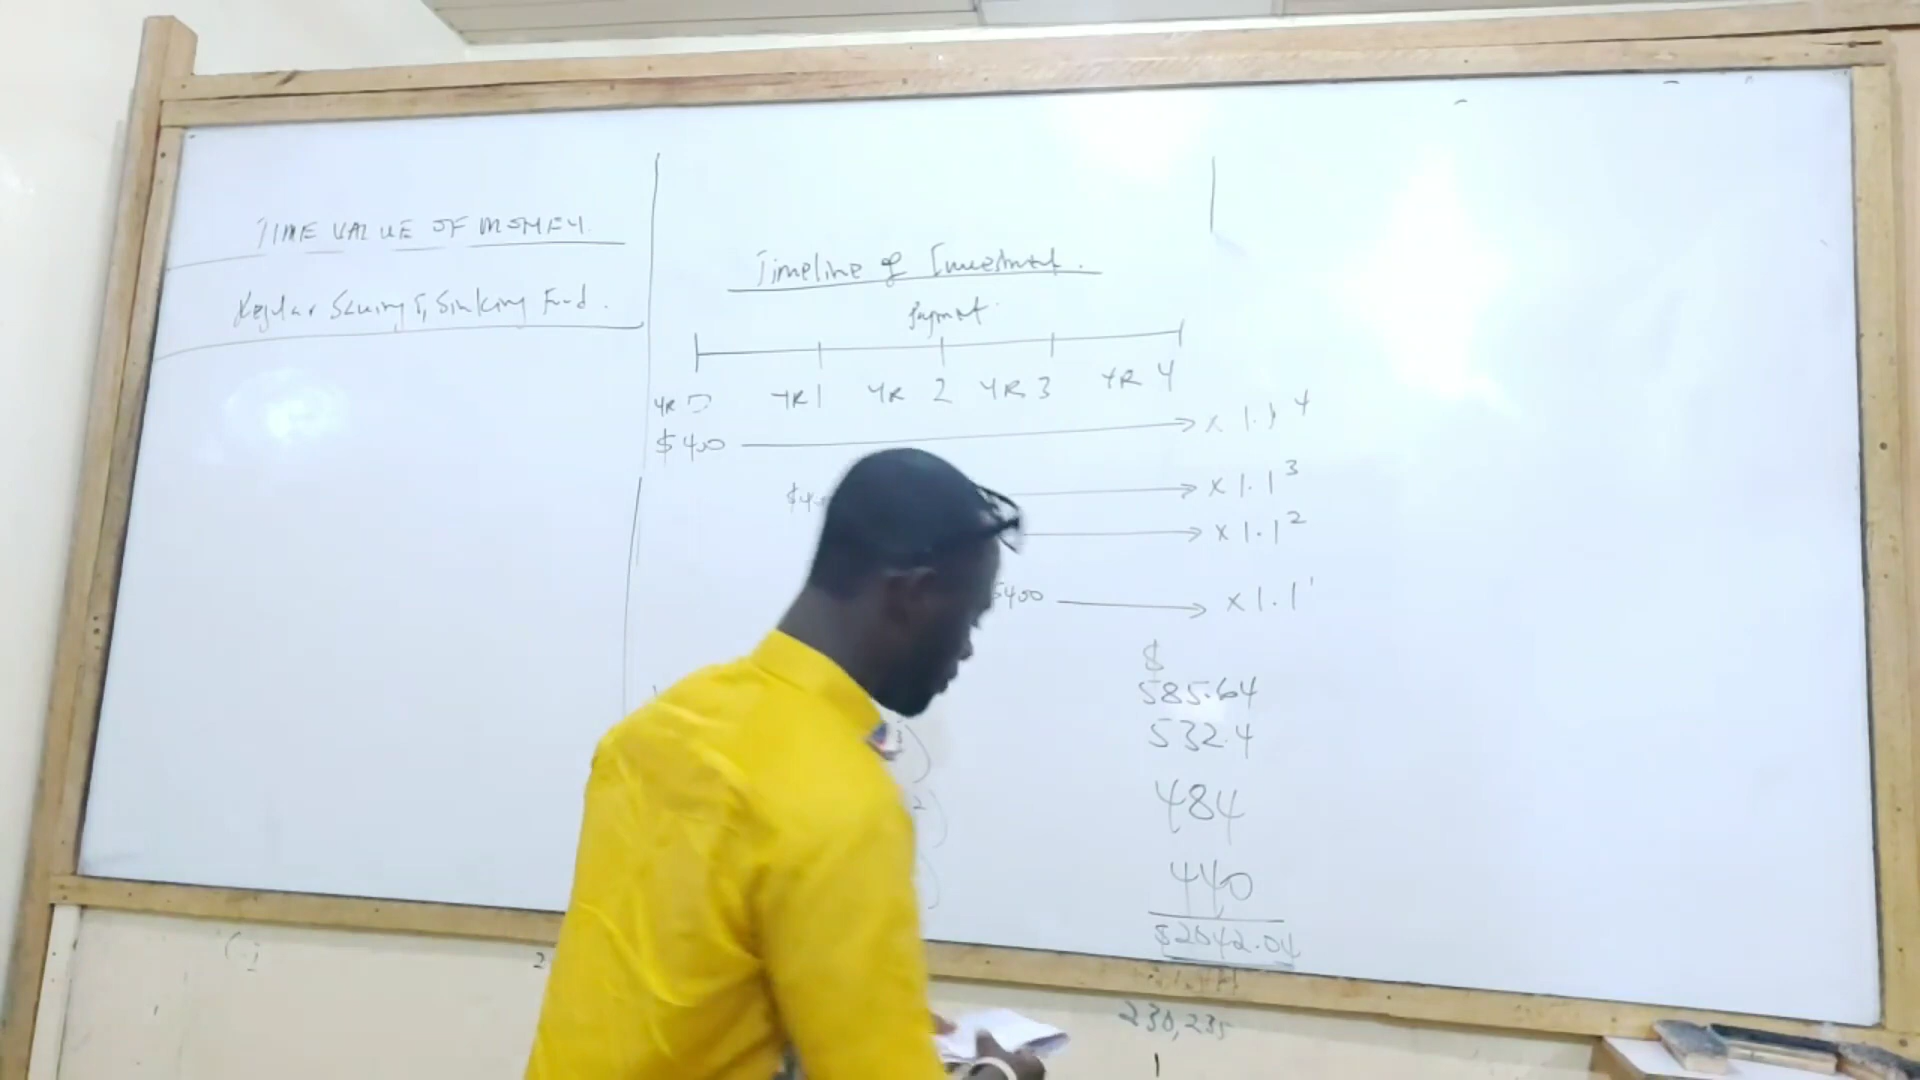 TIME VALUE OF MONEY
Regular Saving & Sinking Fund.
Timeline of Investment.
Payment
YR 0 YR 1 YR 2 YR 3 YR 4
$400 x 1.1^4
x 1.1^3
x 1.1^2
$400 x 1.1^1
$
585.64
532.4
484
440
$2042.04
230,235